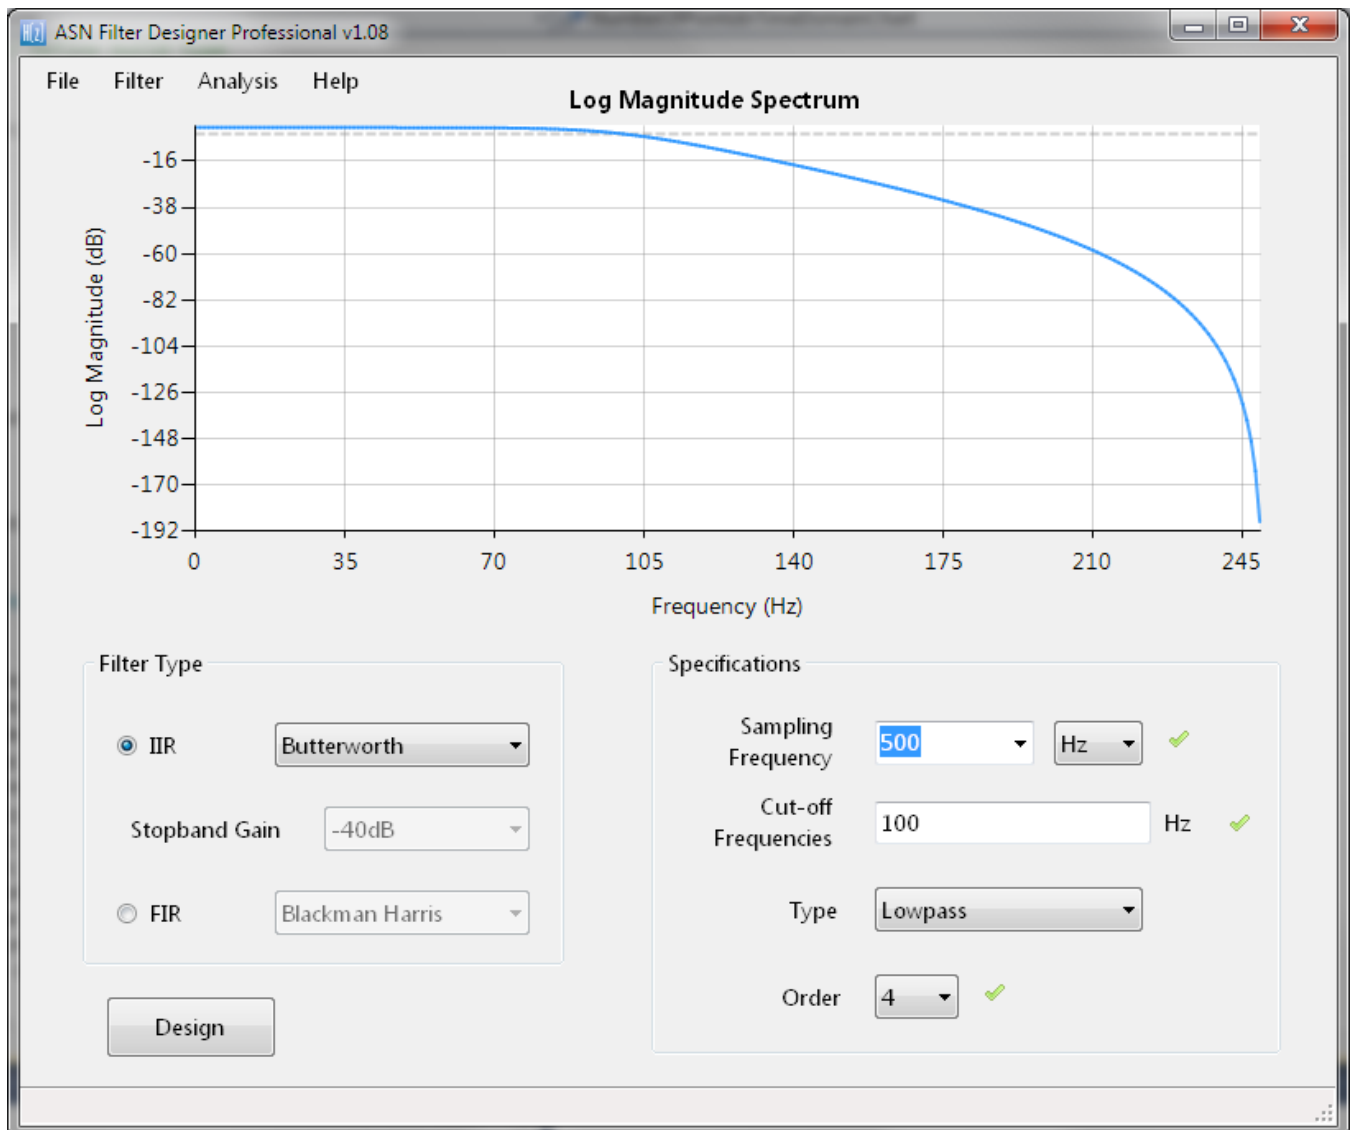 H(z) ASN Filter Designer Professional v1.08
File Filter Analysis Help
Log Magnitude Spectrum
-16
-38
-60
-82
-104
-126
-148
-170
-192
Log Magnitude (dB)
0 35 70 105 140 175 210 245
Frequency (Hz)
Filter Type
IIR Butterworth
Stopband Gain -40dB
FIR Blackman Harris
Design
Specifications
Sampling
Frequency
500 Hz
Cut-off
Frequencies
100 Hz
Type Lowpass
Order 4